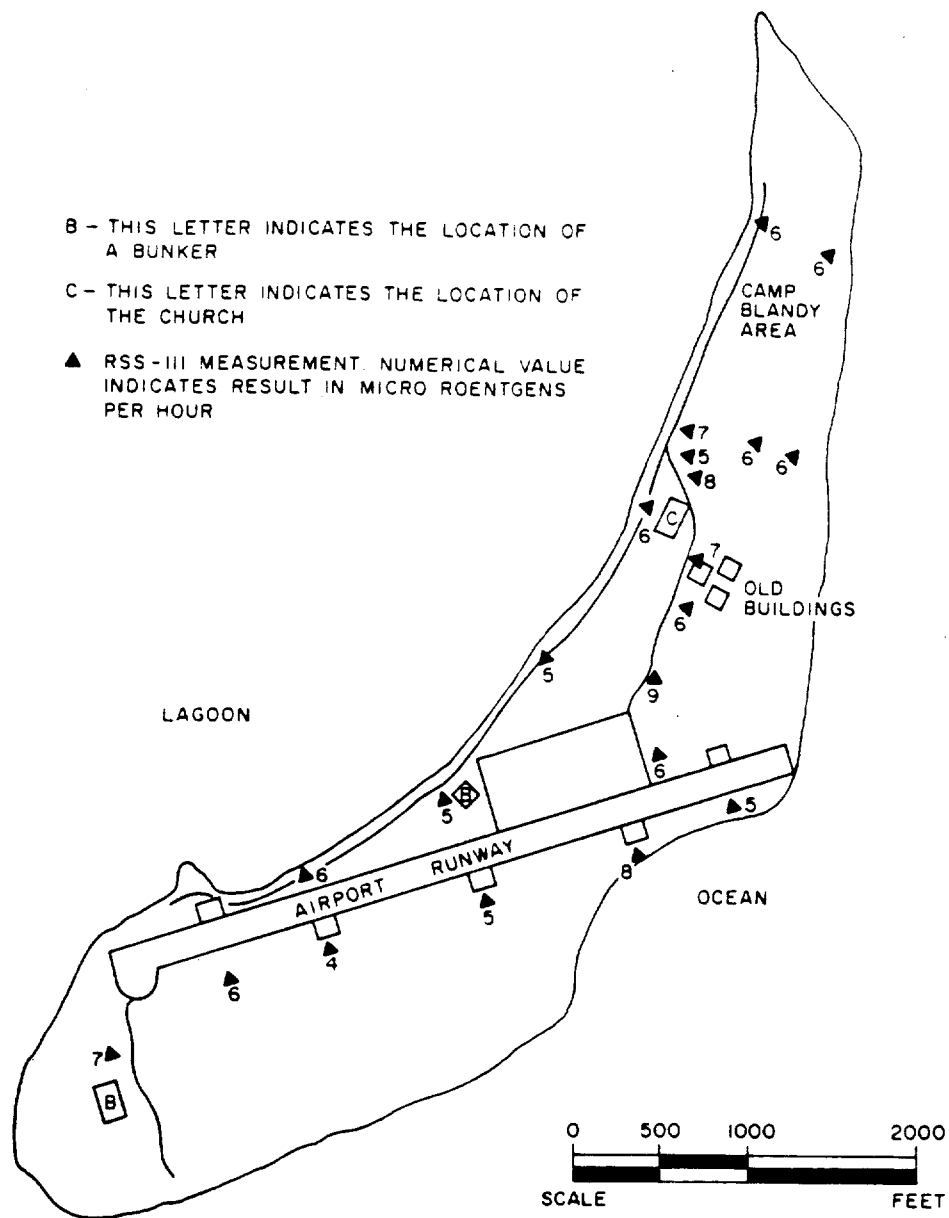 B - THIS LETTER INDICATES THE LOCATION OF
A BUNKER
C - THIS LETTER INDICATES THE LOCATION OF
THE CHURCH
▲ RSS-III MEASUREMENT. NUMERICAL VALUE
INDICATES RESULT IN MICRO ROENTGENS
PER HOUR
6
6
CAMP
BLANDY
AREA
7
5
6
6
8
6
C
7
OLD
BUILDINGS
6
5
9
LAGOON
6
B
5
5
6
AIRPORT RUNWAY
8
5
OCEAN
4
6
7
B
0 500 1000 2000
SCALE FEET